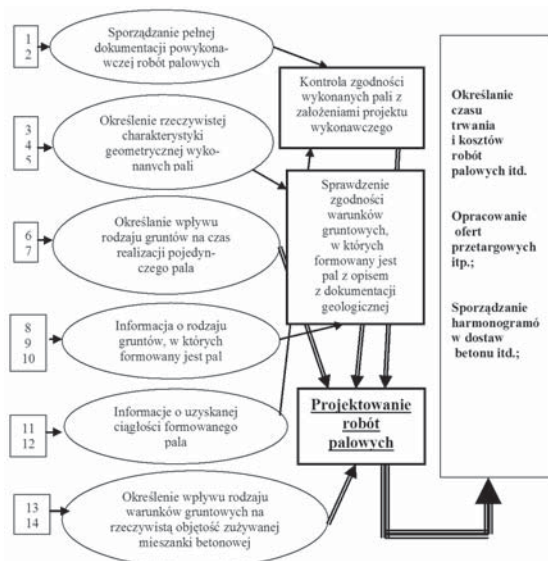 1
2
Sporządzanie pełnej
dokumentacji powykona-
wczej robót palowych
3
4
5
Określenie rzeczywistej
charakterystyki
geometrycznej wyko-
nanych pali
6
7
Określanie wpływu
rodzaju gruntów na czas
realizacji pojedyn-
czego pala
8
9
10
Informacja o rodzaju
gruntów, w których
formowany jest pal
11
12
Informacje o uzyskanej
ciągłości formowanego
pala
13
14
Określenie wpływu rodzaju
warunków gruntowych na
rzeczywistą objętość zużywanej
mieszanki betonowej
Kontrola zgodności
wykonanych pali z
założeniami projektu
wykonawczego
Sprawdzenie
zgodności
warunków
gruntowych,
w których
formowany jest
pal z opisem
z dokumentacji
geologicznej
Projektowanie
robót
palowych
Określanie
czasu
trwania
i kosztów
robót
palowych itd.
Opracowanie
ofert
przetargowych
itp.;
Sporządzanie
harmonogramó
w dostaw
betonu itd.;